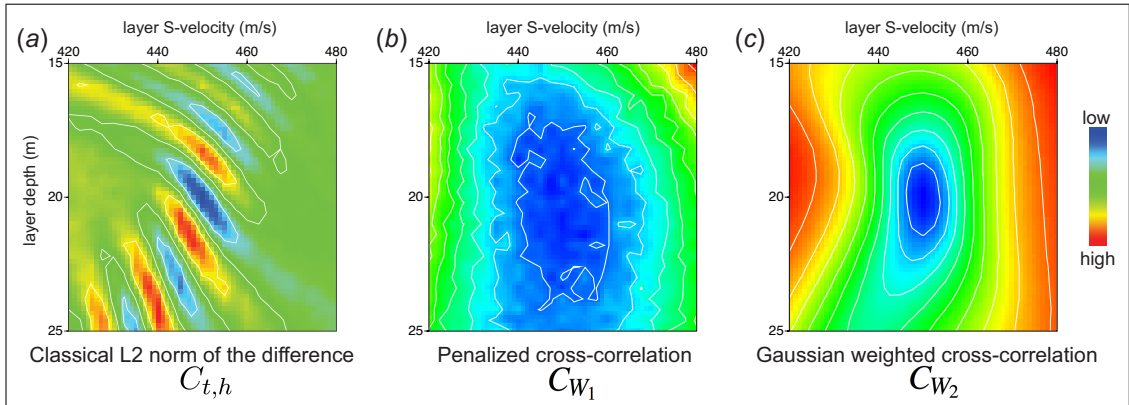 (a)
layer S-velocity (m/s)
420 440 460 480
15
20
25
layer depth (m)
Classical L2 norm of the difference
C_{t,h}
(b)
layer S-velocity (m/s)
420 440 460 480
15
20
25
Penalized cross-correlation
C_{W_1}
(c)
layer S-velocity (m/s)
420 440 460 480
15
20
25
Gaussian weighted cross-correlation
C_{W_2}
low
high